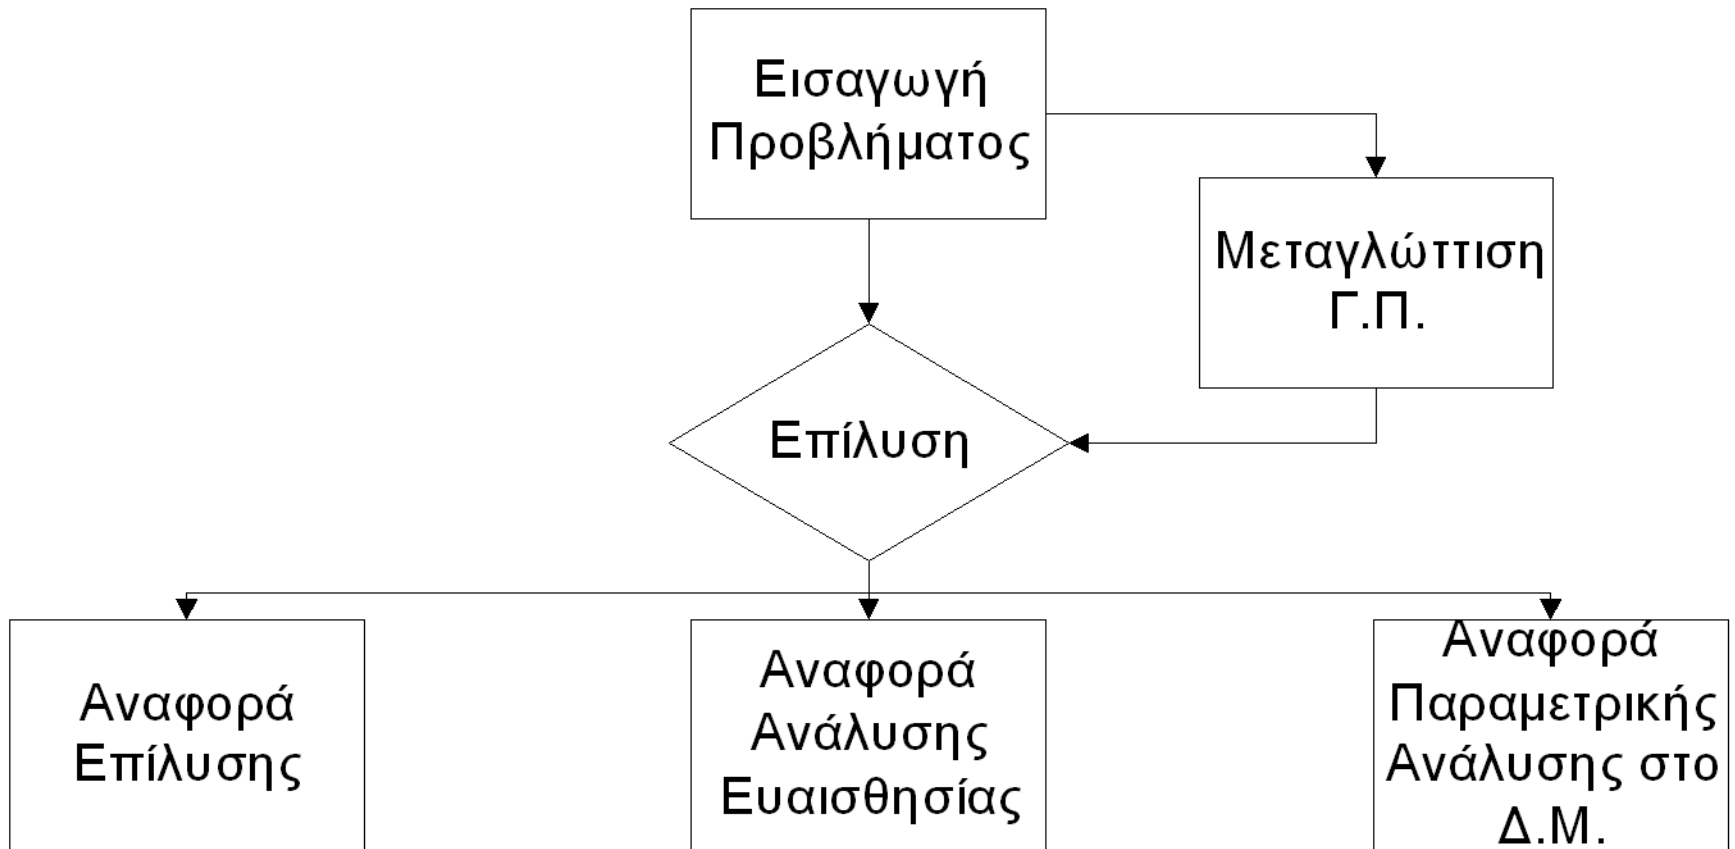 Εισαγωγή
Προβλήματος
Μεταγλώττιση
Γ.Π.
Επίλυση
Αναφορά
Επίλυσης
Αναφορά
Ανάλυσης
Ευαισθησίας
Αναφορά
Παραμετρικής
Ανάλυσης στο
Δ.Μ.